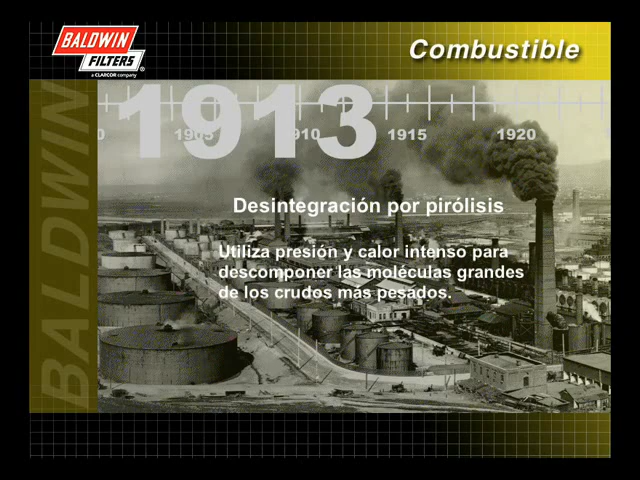 BALDWIN
FILTERS
a CLARCOR company
Combustible
1913
0 1905 1910 1915 1920
Desintegración por pirólisis
Utiliza presión y calor intenso para
descomponer las moléculas grandes
de los crudos más pesados.
BALDWIN